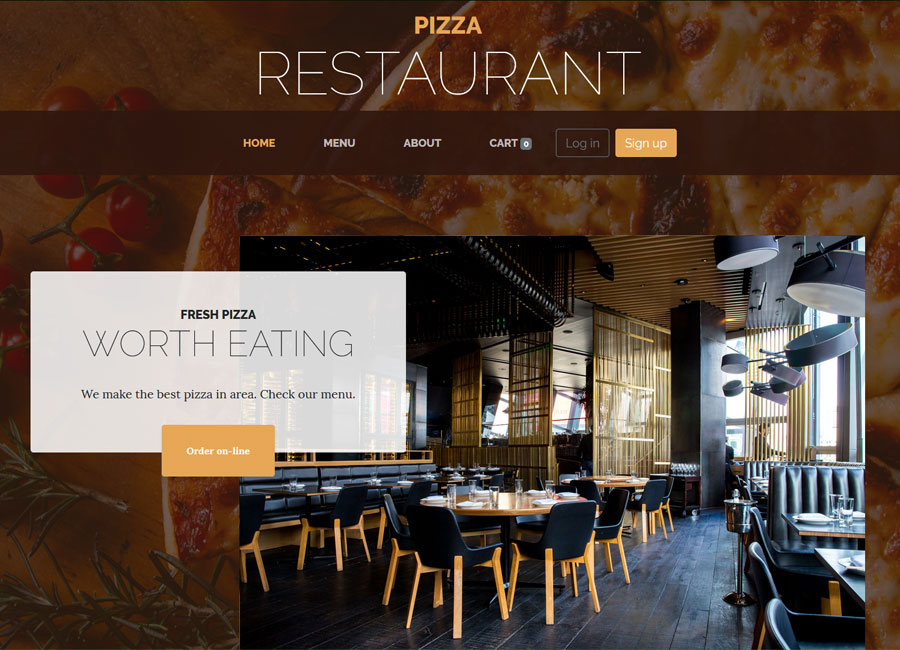 PIZZA
RESTAURANT
HOME MENU ABOUT CART 0 Log in Sign up
FRESH PIZZA
WORTH EATING
We make the best pizza in area. Check our menu.
Order on-line